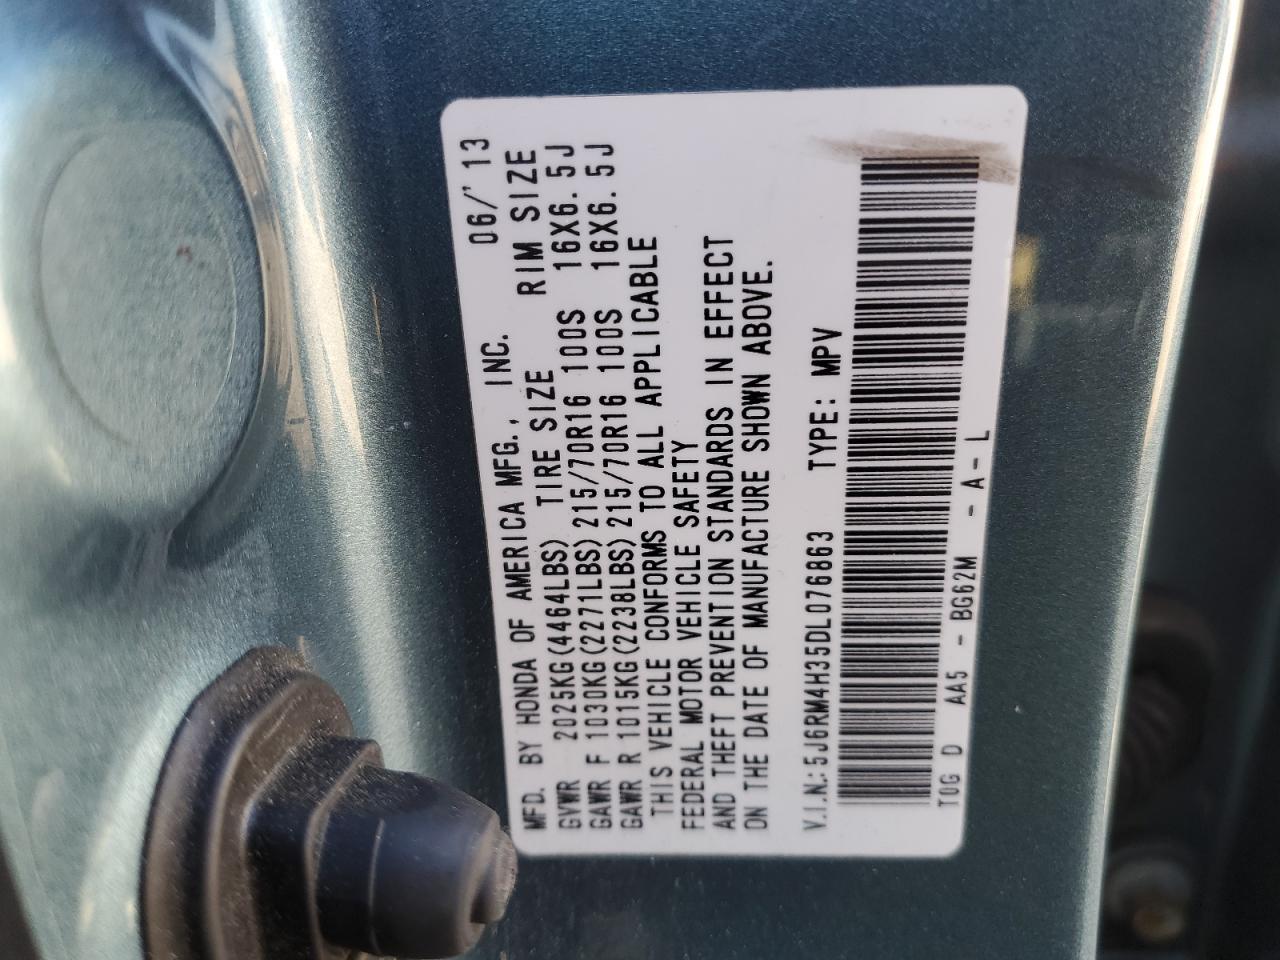 MFD. BY HONDA OF AMERICA MFG., INC. 06/'13
GVWR 2025KG(4464LBS) TIRE SIZE RIM SIZE
GAWR F 1030KG(2271LBS)215/70R16 100S 16X6.5J
GAWR R 1015KG(2238LBS)215/70R16 100S 16X6.5J
THIS VEHICLE CONFORMS TO ALL APPLICABLE
FEDERAL MOTOR VEHICLE SAFETY
AND THEFT PREVENTION STANDARDS IN EFFECT
ON THE DATE OF MANUFACTURE SHOWN ABOVE.
V.I.N.: 5J6RM4H35DL076863 TYPE: MPV
T0G D AA5 - BG62M - A - L